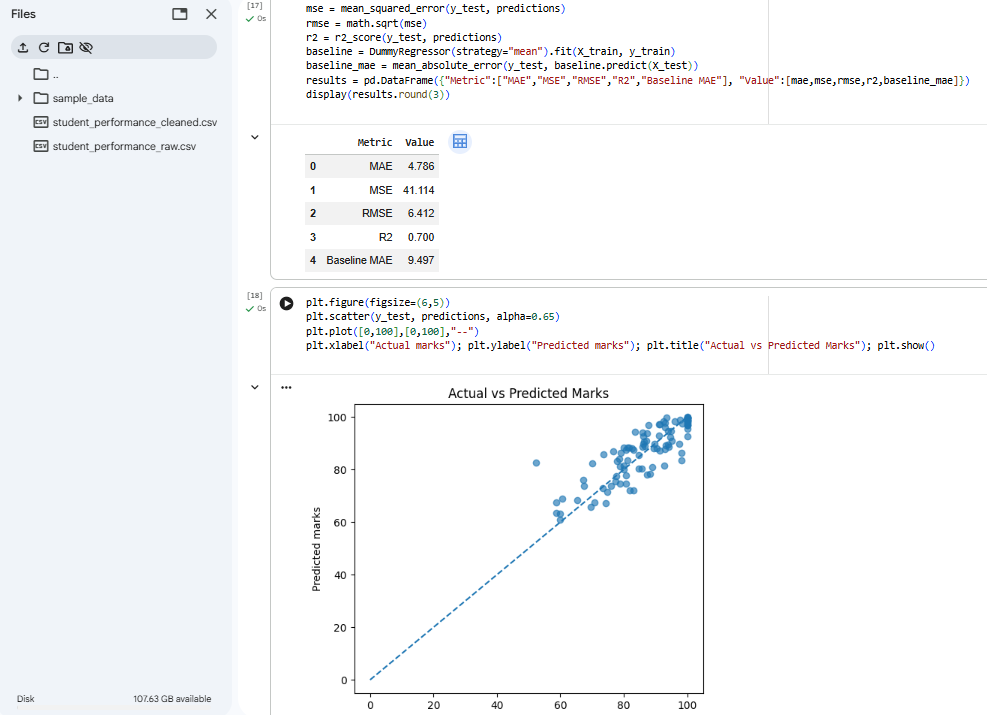 Files
..
sample_data
student_performance_cleaned.csv
student_performance_raw.csv
Disk
107.63 GB available
[17]
0s
mse = mean_squared_error(y_test, predictions)
rmse = math.sqrt(mse)
r2 = r2_score(y_test, predictions)
baseline = DummyRegressor(strategy="mean").fit(X_train, y_train)
baseline_mae = mean_absolute_error(y_test, baseline.predict(X_test))
results = pd.DataFrame({"Metric":["MAE","MSE","RMSE","R2","Baseline MAE"], "Value":[mae,mse,rmse,r2,baseline_mae]})
display(results.round(3))
Metric Value
0 MAE 4.786
1 MSE 41.114
2 RMSE 6.412
3 R2 0.700
4 Baseline MAE 9.497
[18]
0s
plt.figure(figsize=(6,5))
plt.scatter(y_test, predictions, alpha=0.65)
plt.plot([0,100],[0,100],"--")
plt.xlabel("Actual marks"); plt.ylabel("Predicted marks"); plt.title("Actual vs Predicted Marks"); plt.show()
Actual vs Predicted Marks
Predicted marks
100
80
60
40
20
0
0 20 40 60 80 100